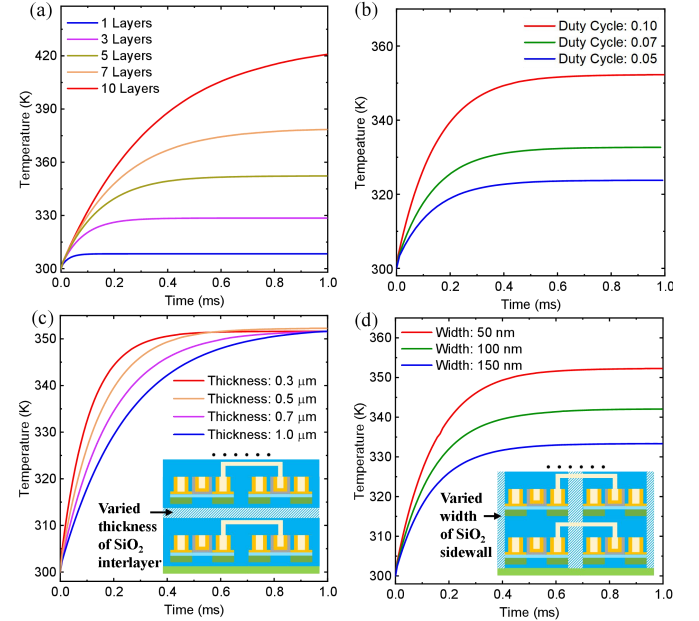 (a)
1 Layers
3 Layers
5 Layers
7 Layers
10 Layers
420
390
360
330
300
Temperature (K)
0.0 0.2 0.4 0.6 0.8 1.0
Time (ms)
(b)
Duty Cycle: 0.10
Duty Cycle: 0.07
Duty Cycle: 0.05
360
340
320
300
Tempeature (K)
0.0 0.2 0.4 0.6 0.8 1.0
Time (ms)
(c)
350
340
330
320
310
300
Temperature (K)
Thickness: 0.3 μm
Thickness: 0.5 μm
Thickness: 0.7 μm
Thickness: 1.0 μm
Varied
thickness
of SiO2
interlayer
0.0 0.2 0.4 0.6 0.8 1.0
Time (ms)
(d)
Width: 50 nm
Width: 100 nm
Width: 150 nm
360
350
340
330
320
310
300
Temperature (K)
Varied
width
of SiO2
sidewall
0.0 0.2 0.4 0.6 0.8 1.0
Time (ms)